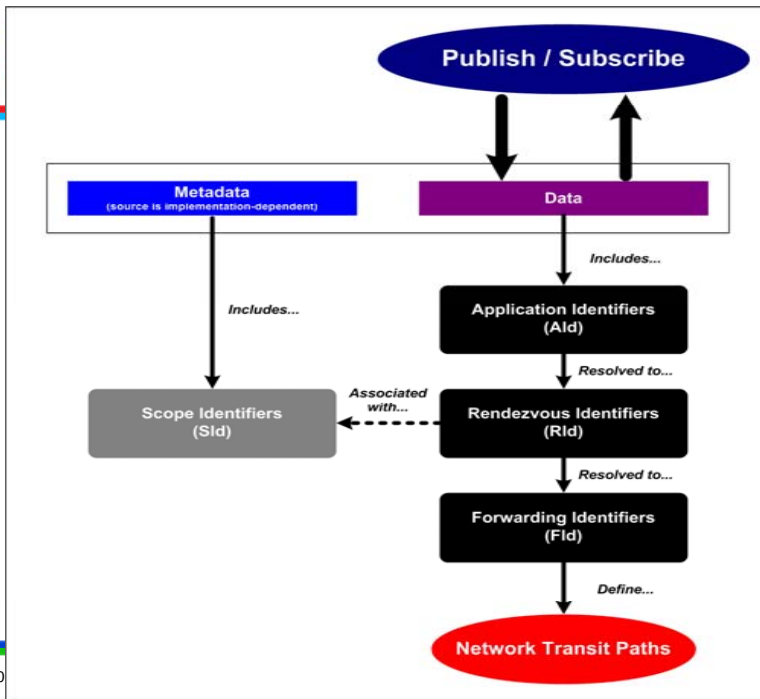 Publish / Subscribe
Metadata
(source is implementation-dependent)
Data
Includes...
Includes...
Application Identifiers
(AId)
Resolved to...
Associated
with...
Scope Identifiers
(SId)
Rendezvous Identifiers
(RId)
Resolved to...
Forwarding Identifiers
(FId)
Define...
Network Transit Paths